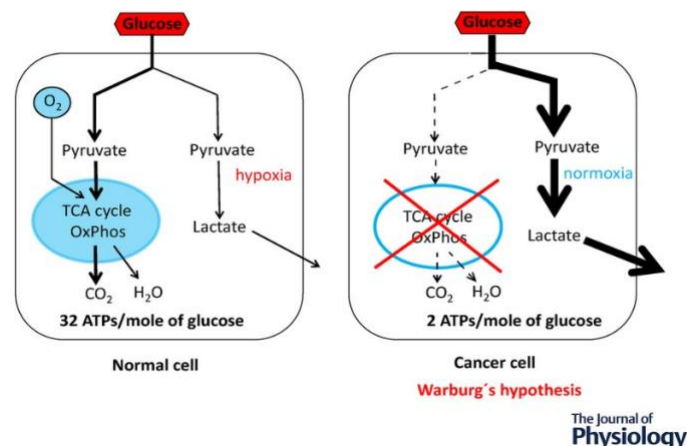 Glucose
O2
Pyruvate
Pyruvate
hypoxia
TCA cycle
OxPhos
Lactate
CO2
H2O
32 ATPs/mole of glucose
Normal cell
Glucose
Pyruvate
Pyruvate
normoxia
TCA cycle
OxPhos
Lactate
CO2
H2O
2 ATPs/mole of glucose
Cancer cell
Warburg´s hypothesis
The Journal of
Physiology